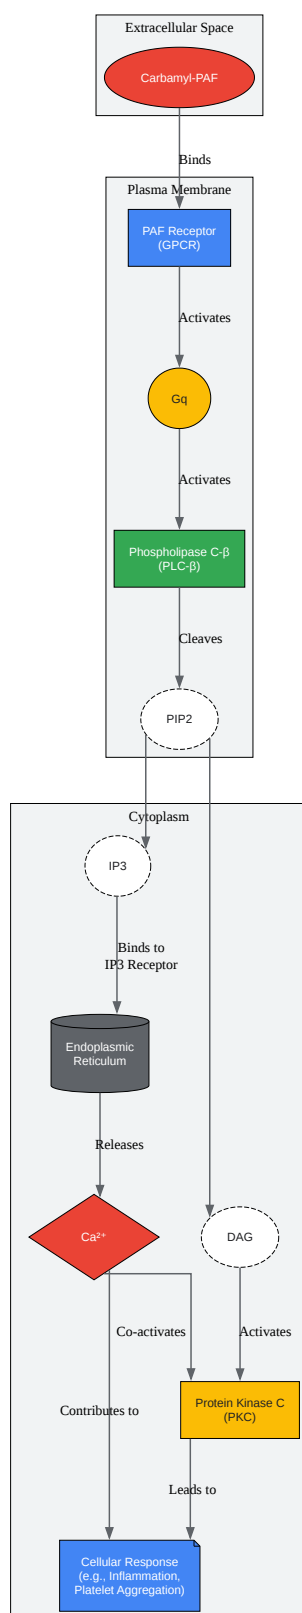 Extracellular Space
Carbamyl-PAF
Binds
Plasma Membrane
PAF Receptor
(GPCR)
Activates
Gq
Activates
Phospholipase C-β
(PLC-β)
Cleaves
PIP2
Cytoplasm
IP3
Binds to
IP3 Receptor
Endoplasmic
Reticulum
Releases
Ca²⁺
DAG
Co-activates
Activates
Protein Kinase C
(PKC)
Contributes to
Leads to
Cellular Response
(e.g., Inflammation,
Platelet Aggregation)